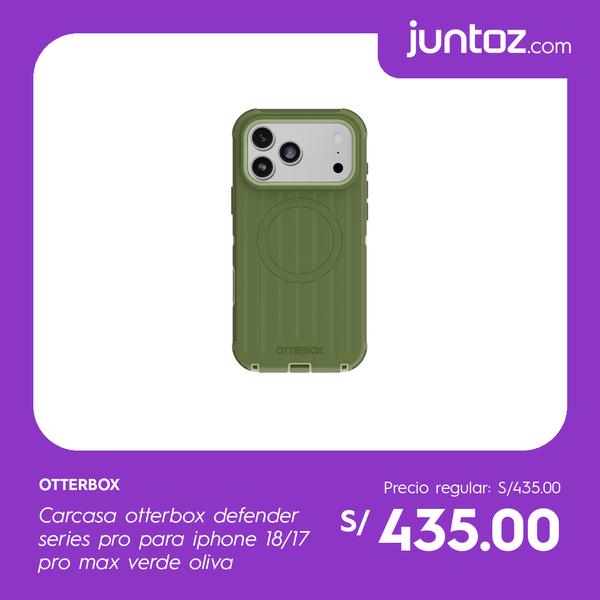 juntoz.com
OTTERBOX
OTTERBOX
Carcasa otterbox defender
series pro para iphone 18/17
pro max verde oliva
Precio regular: S/435.00
S/ 435.00